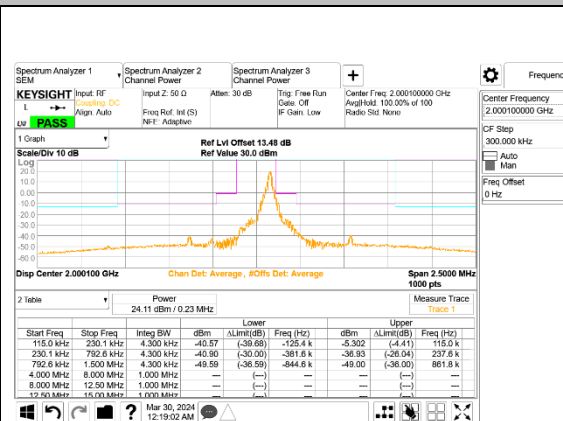 Spectrum Analyzer 1
SEM
Spectrum Analyzer 2
Channel Power
Spectrum Analyzer 3
Channel Power
+
Frequenc
KEYSIGHT
Input: RF
Coupling: DC
Align: Auto
Input Z: 50 Ω
Freq Ref: Int (S)
NFE: Adaptive
Atten: 30 dB
Trig: Free Run
Gate: Off
IF Gain: Low
Center Freq: 2.000100000 GHz
Avg|Hold: 100.00% of 100
Radio Std: None
L
PASS
Center Frequency
2.000100000 GHz
CF Step
300.000 kHz
Auto
Man
Freq Offset
0 Hz
1 Graph
Scale/Div 10 dB
Ref Lvl Offset 13.48 dB
Ref Value 30.0 dBm
Log
20.0
10.0
0.00
-10.0
-20.0
-30.0
-40.0
-50.0
-60.0
Disp Center 2.000100 GHz
Chan Det: Average , #Offs Det: Average
Span 2.5000 MHz
1000 pts
2 Table
Power
24.11 dBm / 0.23 MHz
Measure Trace
Trace 1
Lower Upper
Start Freq Stop Freq Integ BW dBm ΔLimit(dB) Freq (Hz) dBm ΔLimit(dB) Freq (Hz)
115.0 kHz 230.1 kHz 4.300 kHz -40.57 (-39.68) -125.4 k -5.302 (-4.41) 115.0 k
230.1 kHz 792.6 kHz 4.300 kHz -40.90 (-30.00) -381.6 k -36.93 (-26.04) 237.6 k
792.6 kHz 1.500 MHz 4.300 kHz -49.59 (-36.59) -844.6 k -49.00 (-36.00) 861.8 k
4.000 MHz 8.000 MHz 1.000 MHz --- (---) --- --- (---) ---
8.000 MHz 12.50 MHz 1.000 MHz --- (---) --- --- (---) ---
12.50 MHz 15.00 MHz 1.000 MHz --- (---) --- --- (---) ---
?
Mar 30, 2024
12:19:02 AM